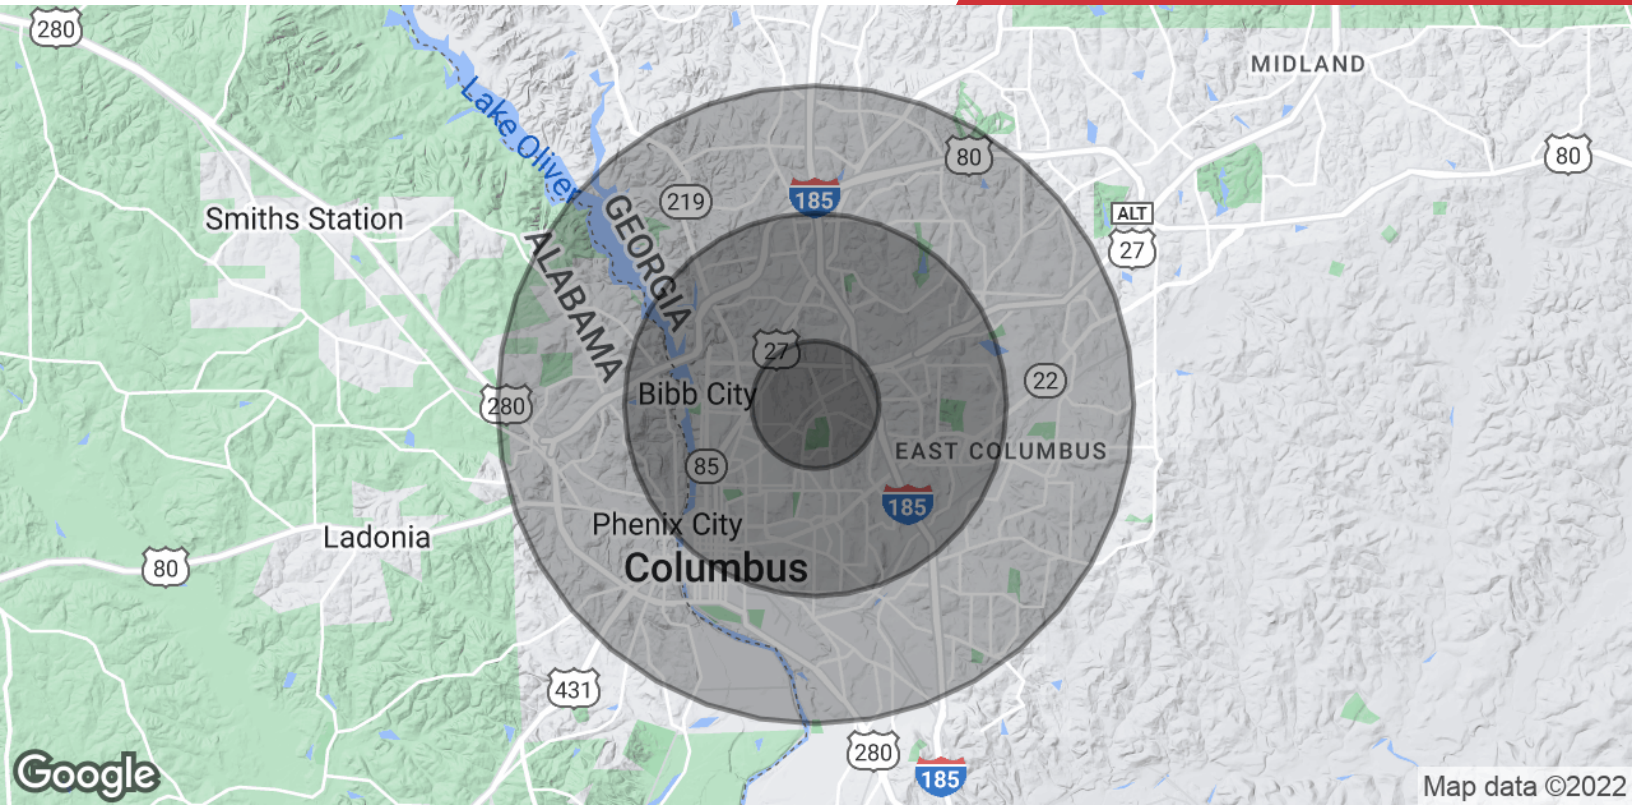 280
MIDLAND
Lake Oliver
80
80
185
219
Smiths Station
GEORGIA
ALT
27
ALABAMA
27
22
Bibb City
280
EAST COLUMBUS
85
185
Phenix City
Ladonia
Columbus
80
431
280
185
Google
Map data ©2022